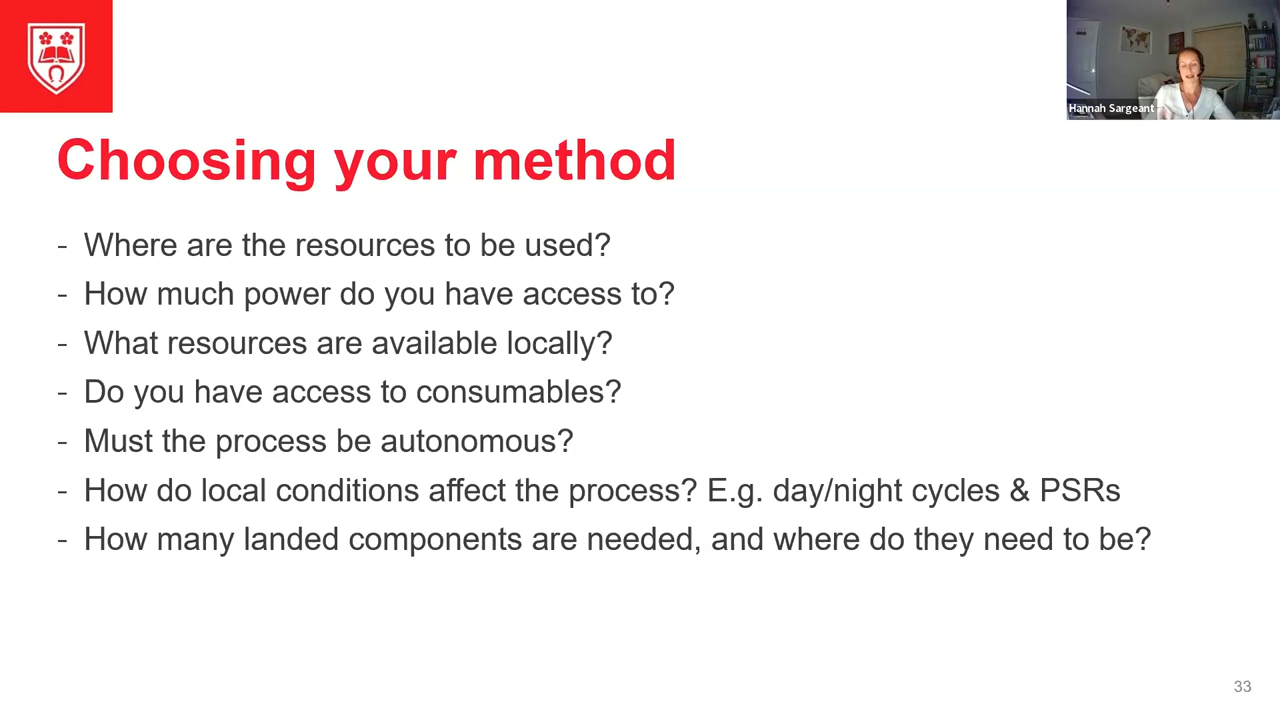 Hannah Sargeant
Choosing your method
- Where are the resources to be used?
- How much power do you have access to?
- What resources are available locally?
- Do you have access to consumables?
- Must the process be autonomous?
- How do local conditions affect the process? E.g. day/night cycles & PSRs
- How many landed components are needed, and where do they need to be?
33